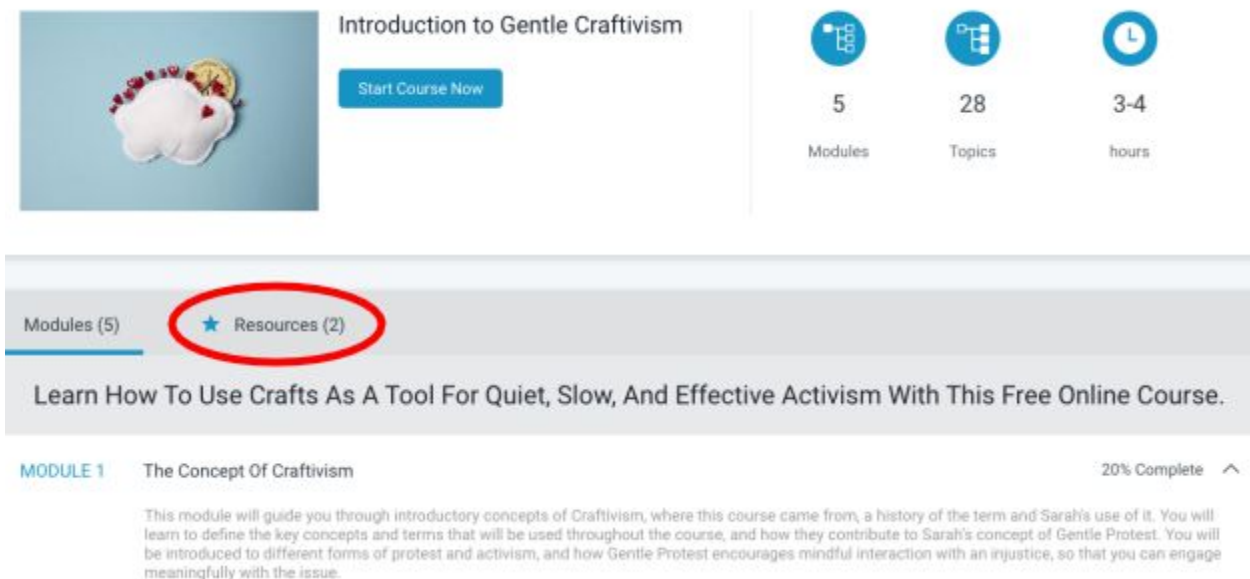 Introduction to Gentle Craftivism
Start Course Now
5
28
3-4
Modules
Topics
hours
Modules (5)
Resources (2)
Learn How To Use Crafts As A Tool For Quiet, Slow, And Effective Activism With This Free Online Course.
MODULE 1
The Concept Of Craftivism
20% Complete
This module will guide you through introductory concepts of Craftivism, where this course came from, a history of the term and Sarah's use of it. You will
learn to define the key concepts and terms that will be used throughout the course, and how they contribute to Sarah's concept of Gentle Protest. You will
be introduced to different forms of protest and activism, and how Gentle Protest encourages mindful interaction with an injustice, so that you can engage
meaningfully with the issue.